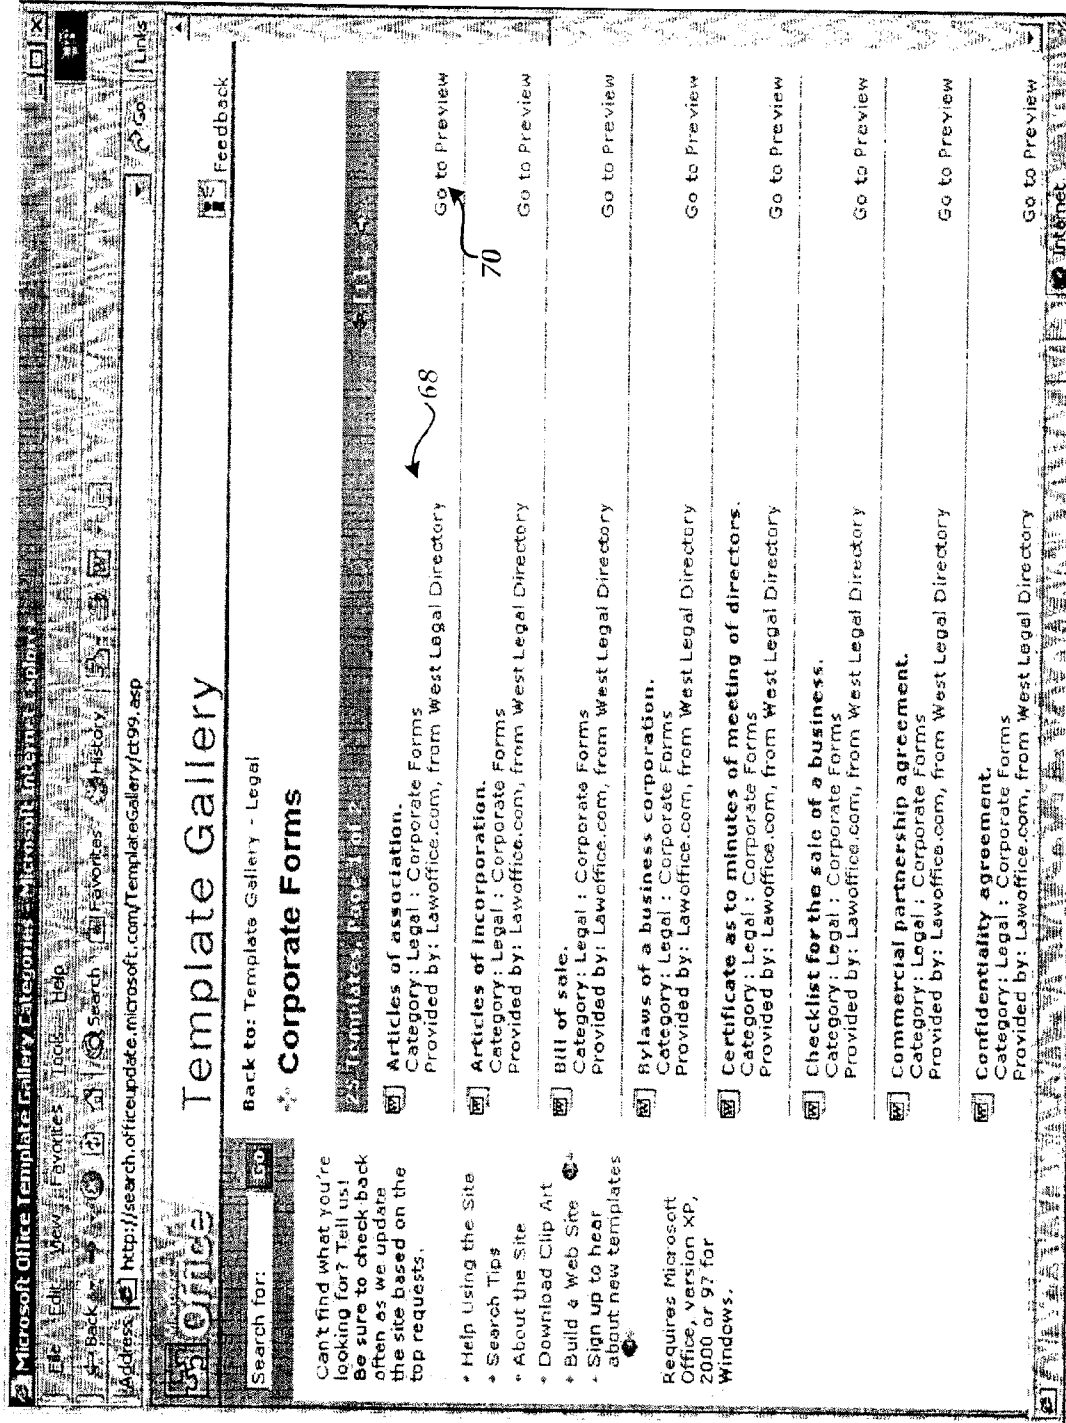 Microsoft Office Template Gallery Category - Microsoft Internet Explorer
File Edit View Favorites Tools Help
Back Search Favorites History
Address http://search.officeupdate.microsoft.com/TemplateGallery/ct99.asp Go Links
Office Template Gallery Feedback
Search for: GO
Can't find what you're
looking for? Tell us!
Be sure to check back
often as we update
the site based on the
top requests.
Help Using the Site
Search Tips
About the Site
Download Clip Art
Build a Web Site
Sign up to hear
about new templates
Requires Microsoft
Office, version XP,
2000 or 97 for
Windows.
Back to: Template Gallery - Legal
Corporate Forms
25 Templates Page 1 of 2
Articles of association.
Category: Legal : Corporate Forms
Provided by: Lawoffice.com, from West Legal Directory Go to Preview
68
70
Articles of incorporation.
Category: Legal : Corporate Forms
Provided by: Lawoffice.com, from West Legal Directory Go to Preview
Bill of sale.
Category: Legal : Corporate Forms
Provided by: Lawoffice.com, from West Legal Directory Go to Preview
Bylaws of a business corporation.
Category: Legal : Corporate Forms
Provided by: Lawoffice.com, from West Legal Directory Go to Preview
Certificate as to minutes of meeting of directors.
Category: Legal : Corporate Forms
Provided by: Lawoffice.com, from West Legal Directory Go to Preview
Checklist for the sale of a business.
Category: Legal : Corporate Forms
Provided by: Lawoffice.com, from West Legal Directory Go to Preview
Commercial partnership agreement.
Category: Legal : Corporate Forms
Provided by: Lawoffice.com, from West Legal Directory Go to Preview
Confidentiality agreement.
Category: Legal : Corporate Forms
Provided by: Lawoffice.com, from West Legal Directory Go to Preview
Internet